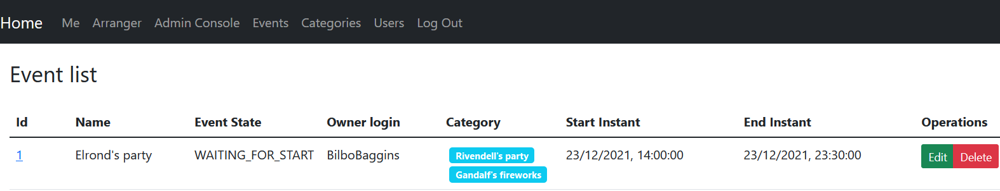 Home Me Arranger Admin Console Events Categories Users Log Out
Event list
Id Name Event State Owner login Category Start Instant End Instant Operations
1 Elrond's party WAITING_FOR_START BilboBaggins Rivendell's party 23/12/2021, 14:00:00 23/12/2021, 23:30:00 Edit Delete
Gandalf's fireworks